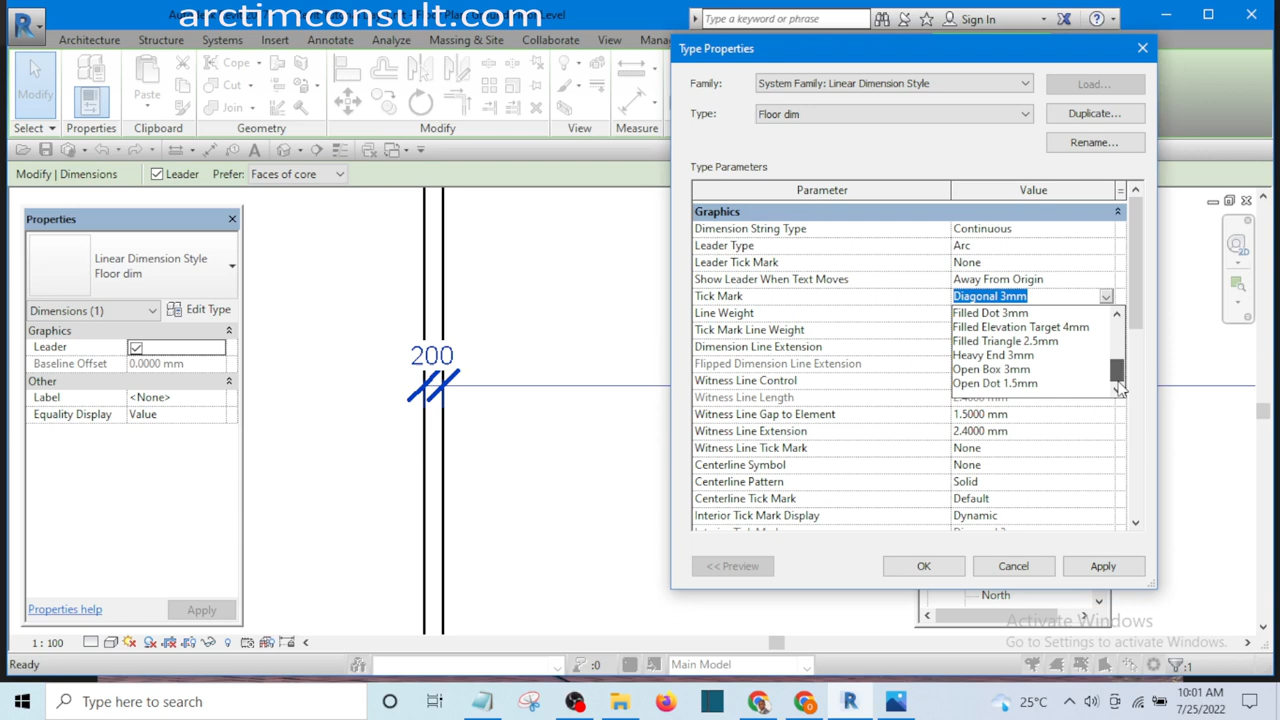 arctimconsult.com
Floor Level
Type a keyword or phrase
Sign In
Architecture Structure Systems Insert Annotate Analyze Massing & Site Collaborate View
Modify
Properties
Paste
Cope
Cut
Join
Select Properties Clipboard Geometry Modify View Measure
Modify | Dimensions Leader Prefer: Faces of core
Properties
Linear Dimension Style
Floor dim
Dimensions (1) Edit Type
Graphics
Leader
Baseline Offset 0.0000 mm
Other
Label <None>
Equality Display Value
Properties help Apply
200
Type Properties
Family: System Family: Linear Dimension Style Load...
Type: Floor dim Duplicate...
Rename...
Type Parameters
Parameter Value =
Graphics
Dimension String Type Continuous
Leader Type Arc
Leader Tick Mark None
Show Leader When Text Moves Away From Origin
Tick Mark Diagonal 3mm
Line Weight
Tick Mark Line Weight
Dimension Line Extension
Flipped Dimension Line Extension
Witness Line Control
Witness Line Length
Filled Dot 3mm
Filled Elevation Target 4mm
Filled Triangle 2.5mm
Heavy End 3mm
Open Box 3mm
Open Dot 1.5mm
Witness Line Gap to Element 1.5000 mm
Witness Line Extension 2.4000 mm
Witness Line Tick Mark None
Centerline Symbol None
Centerline Pattern Solid
Centerline Tick Mark Default
Interior Tick Mark Display Dynamic
<< Preview OK Cancel Apply
North
Activate Windows
Go to Settings to activate Windows.
1 : 100
Ready :0 Main Model :1
Type here to search
25°C
10:01 AM
7/25/2022